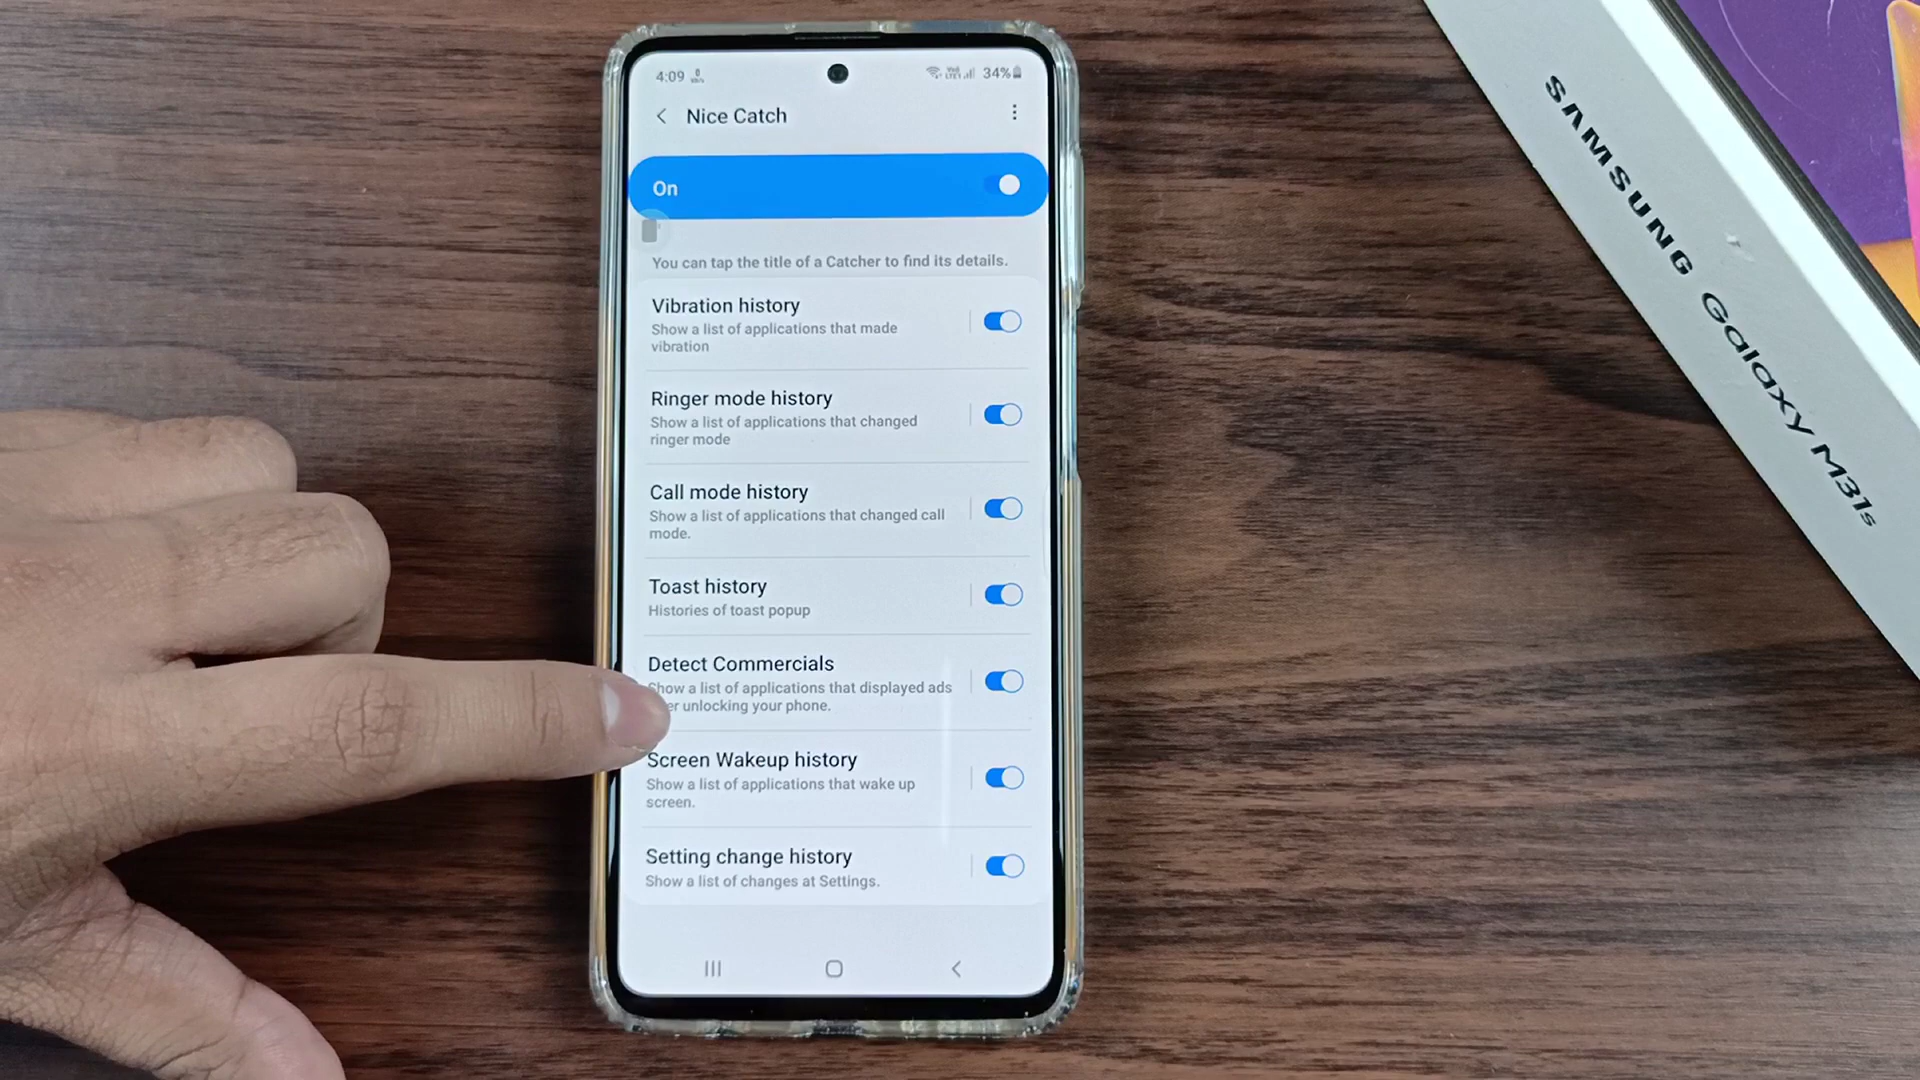 4:09
34%
Nice Catch
On
You can tap the title of a Catcher to find its details.
Vibration history
Show a list of applications that made
vibration
Ringer mode history
Show a list of applications that changed
ringer mode
Call mode history
Show a list of applications that changed call
mode.
Toast history
Histories of toast popup
Detect Commercials
Show a list of applications that displayed ads
unlocking your phone.
Screen Wakeup history
Show a list of applications that wake up
screen.
Setting change history
Show a list of changes at Settings.
SAMSUNG Galaxy M31s